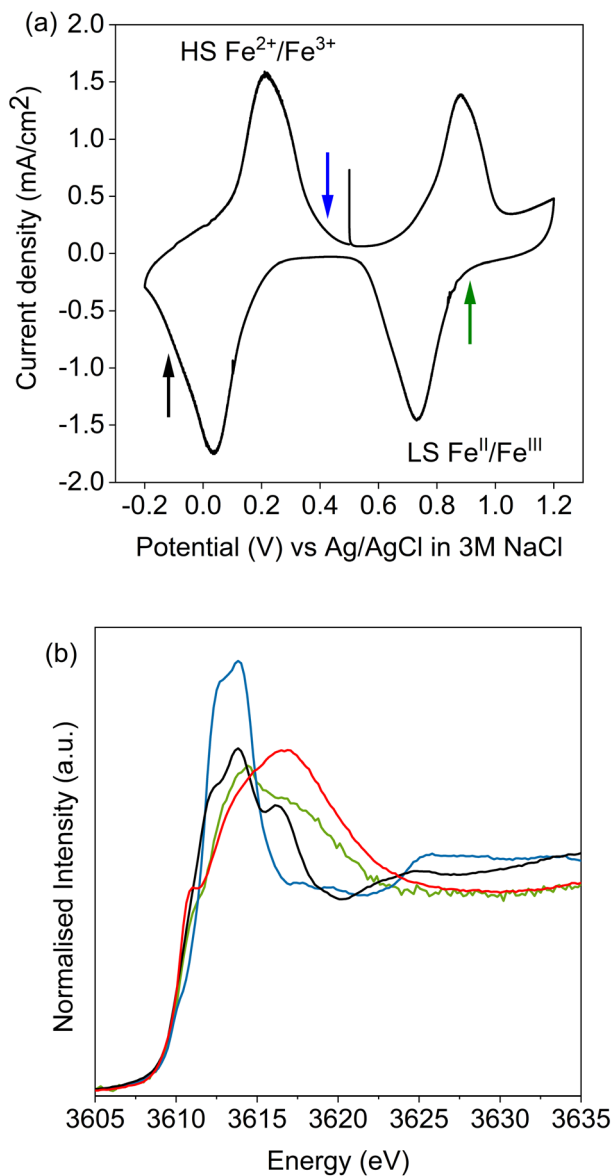 (a)
2.0
HS Fe²⁺/Fe³⁺
1.5
1.0
0.5
0.0
-0.5
-1.0
-1.5
-2.0
Current density (mA/cm²)
LS Feᴵᴵ/Feᴵᴵᴵ
-0.2 0.0 0.2 0.4 0.6 0.8 1.0 1.2
Potential (V) vs Ag/AgCl in 3M NaCl
(b)
Normalised Intensity (a.u.)
3605 3610 3615 3620 3625 3630 3635
Energy (eV)